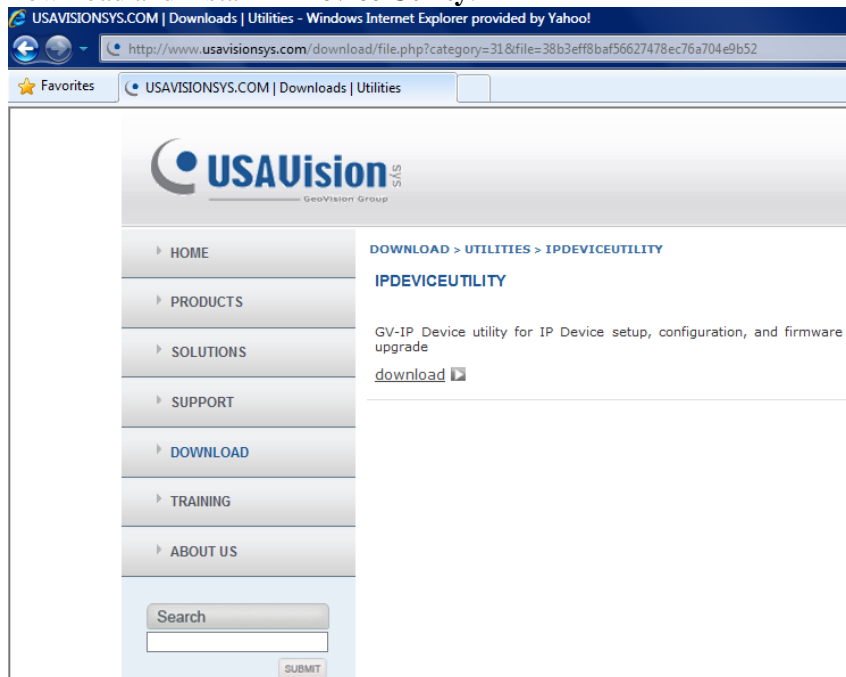 USAVISIONSYS.COM | Downloads | Utilities - Windows Internet Explorer provided by Yahoo!
http://www.usavisionsys.com/download/file.php?category=31&file=38b3eff8baf56627478ec76a704e9b52
Favorites
USAVISIONSYS.COM | Downloads | Utilities
USAVision sys
GeoVision Group
HOME
PRODUCTS
SOLUTIONS
SUPPORT
DOWNLOAD
TRAINING
ABOUT US
Search
SUBMIT
DOWNLOAD > UTILITIES > IPDEVICEUTILITY
IPDEVICEUTILITY
GV-IP Device utility for IP Device setup, configuration, and firmware
upgrade
download